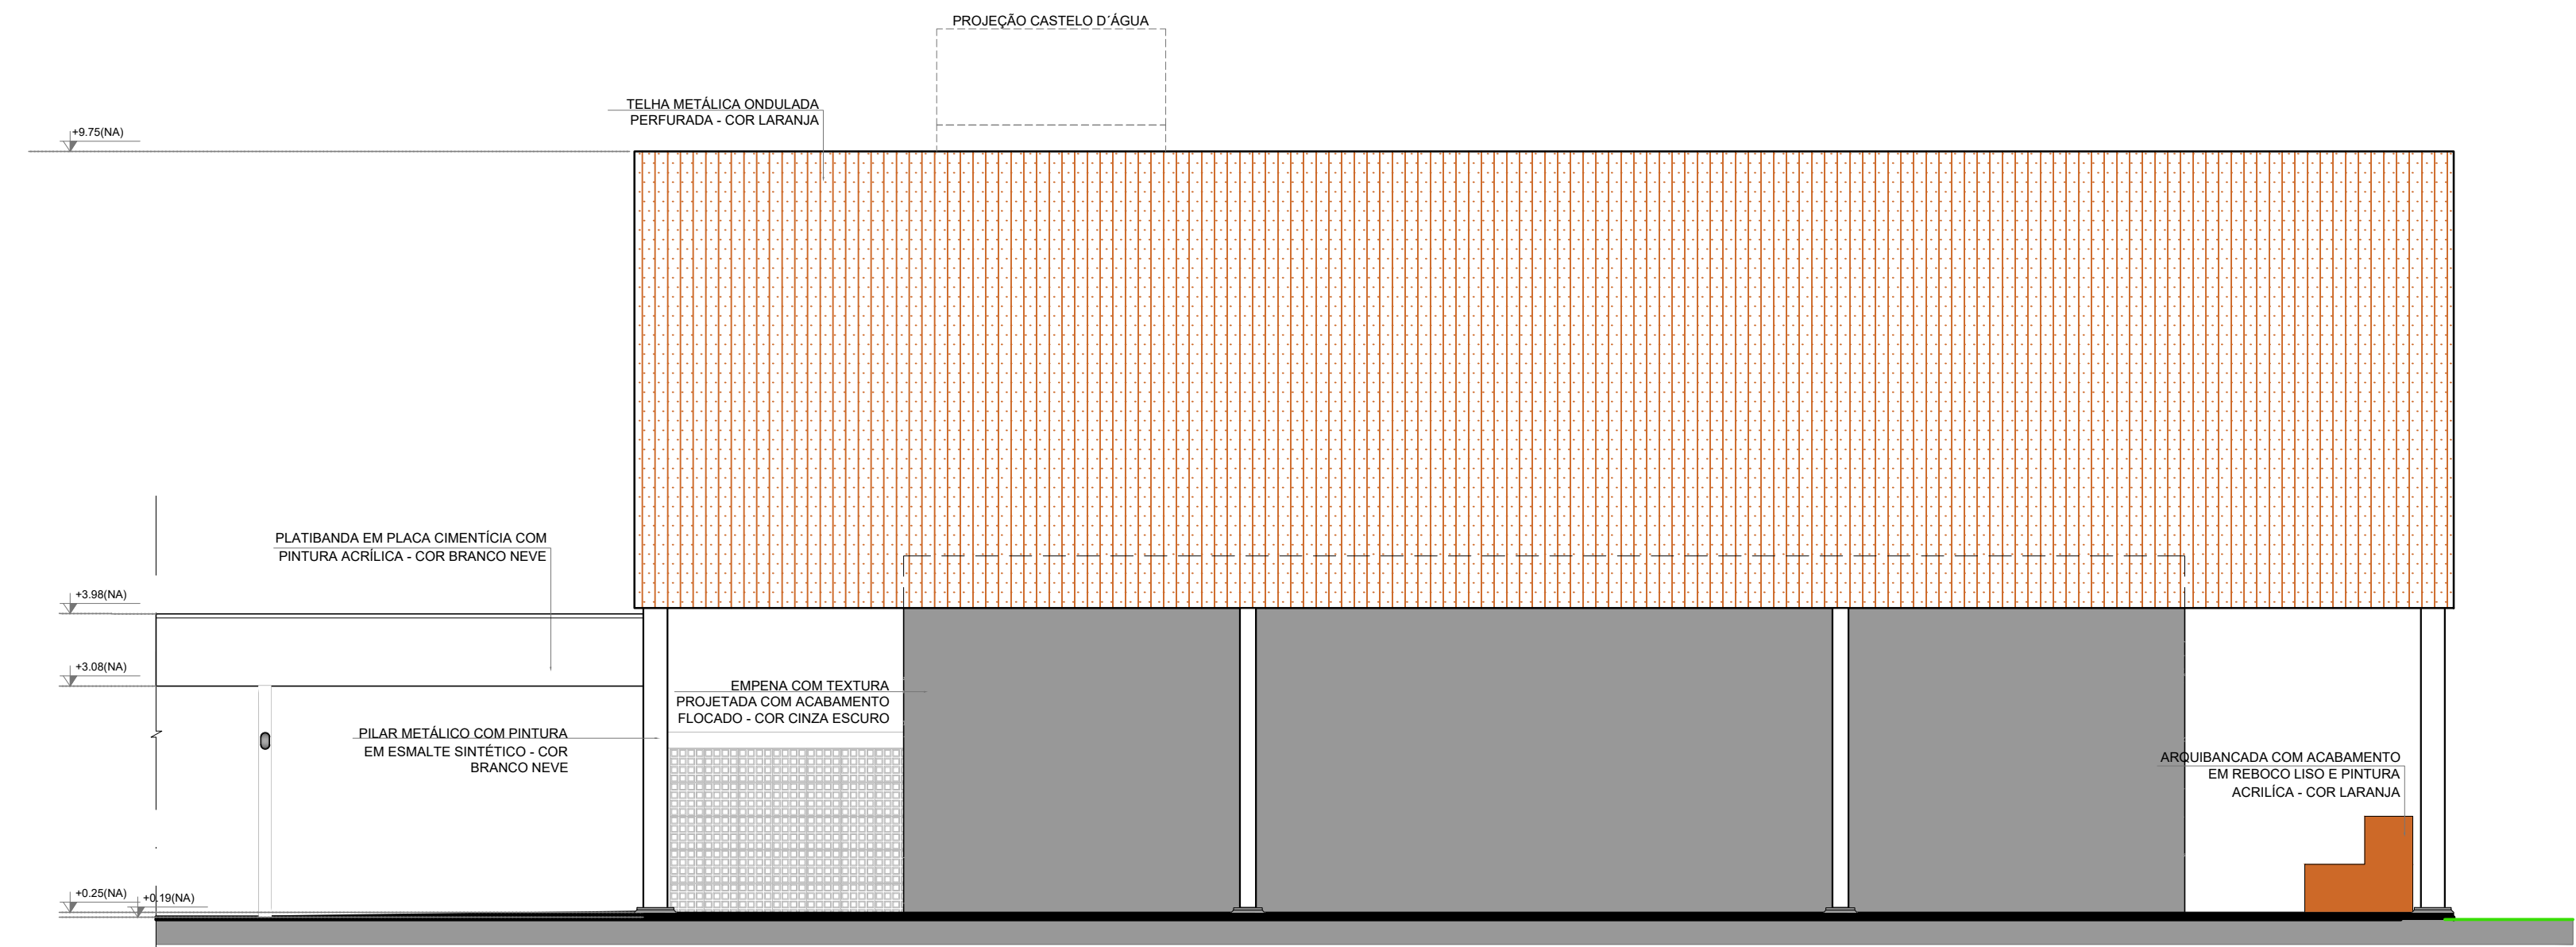 PROJEÇÃO CASTELO D´ÁGUA
TELHA METÁLICA ONDULADA
PERFURADA - COR LARANJA
+9.75(NA)
PLATIBANDA EM PLACA CIMENTÍCIA COM
PINTURA ACRÍLICA - COR BRANCO NEVE
+3.98(NA)
+3.08(NA)
EMPENA COM TEXTURA
PROJETADA COM ACABAMENTO
FLOCADO - COR CINZA ESCURO
PILAR METÁLICO COM PINTURA
EM ESMALTE SINTÉTICO - COR
BRANCO NEVE
ARQUIBANCADA COM ACABAMENTO
EM REBOCO LISO E PINTURA
ACRILÍCA - COR LARANJA
+0.25(NA)
+0.19(NA)